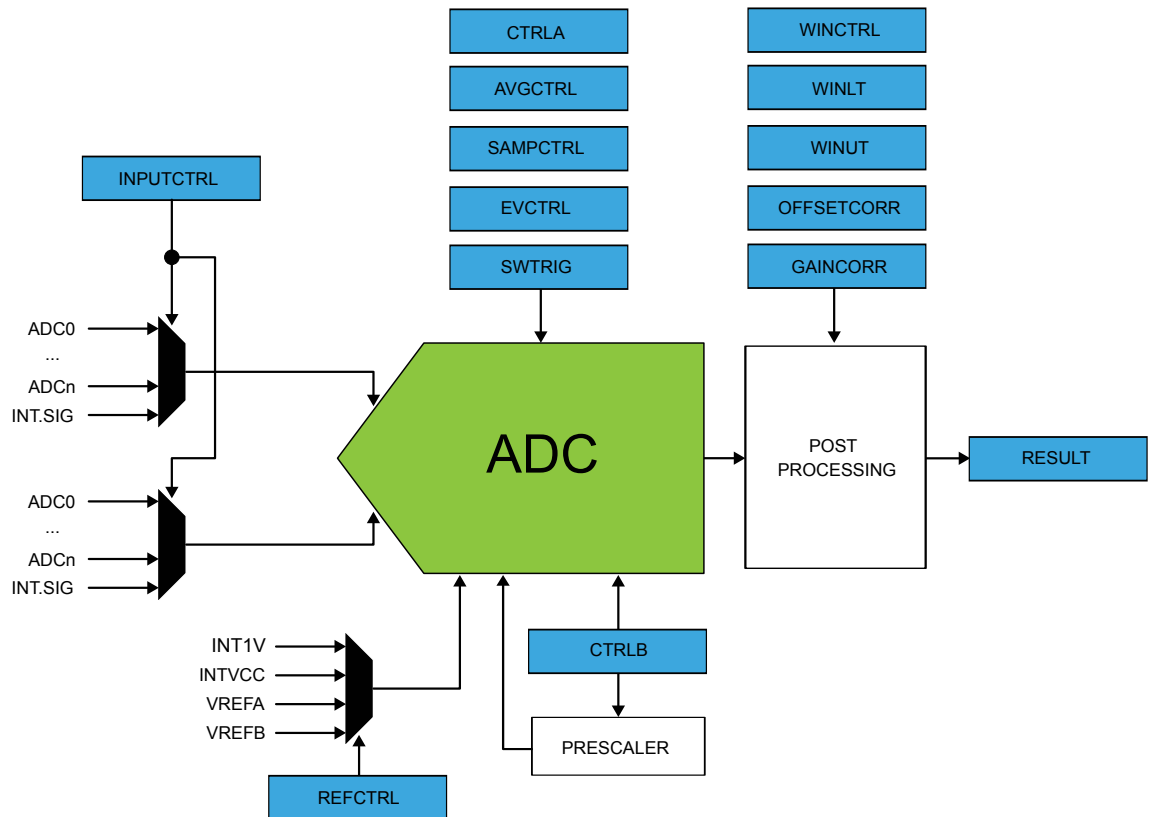 CTRLA
AVGCTRL
SAMPCTRL
EVCTRL
SWTRIG
WINCTRL
WINLT
WINUT
OFFSETCORR
GAINCORR
INPUTCTRL
ADC0
...
ADCn
INT.SIG
ADC0
...
ADCn
INT.SIG
ADC
POST
PROCESSING
RESULT
INT1V
INTVCC
VREFA
VREFB
REFCTRL
CTRLB
PRESCALER